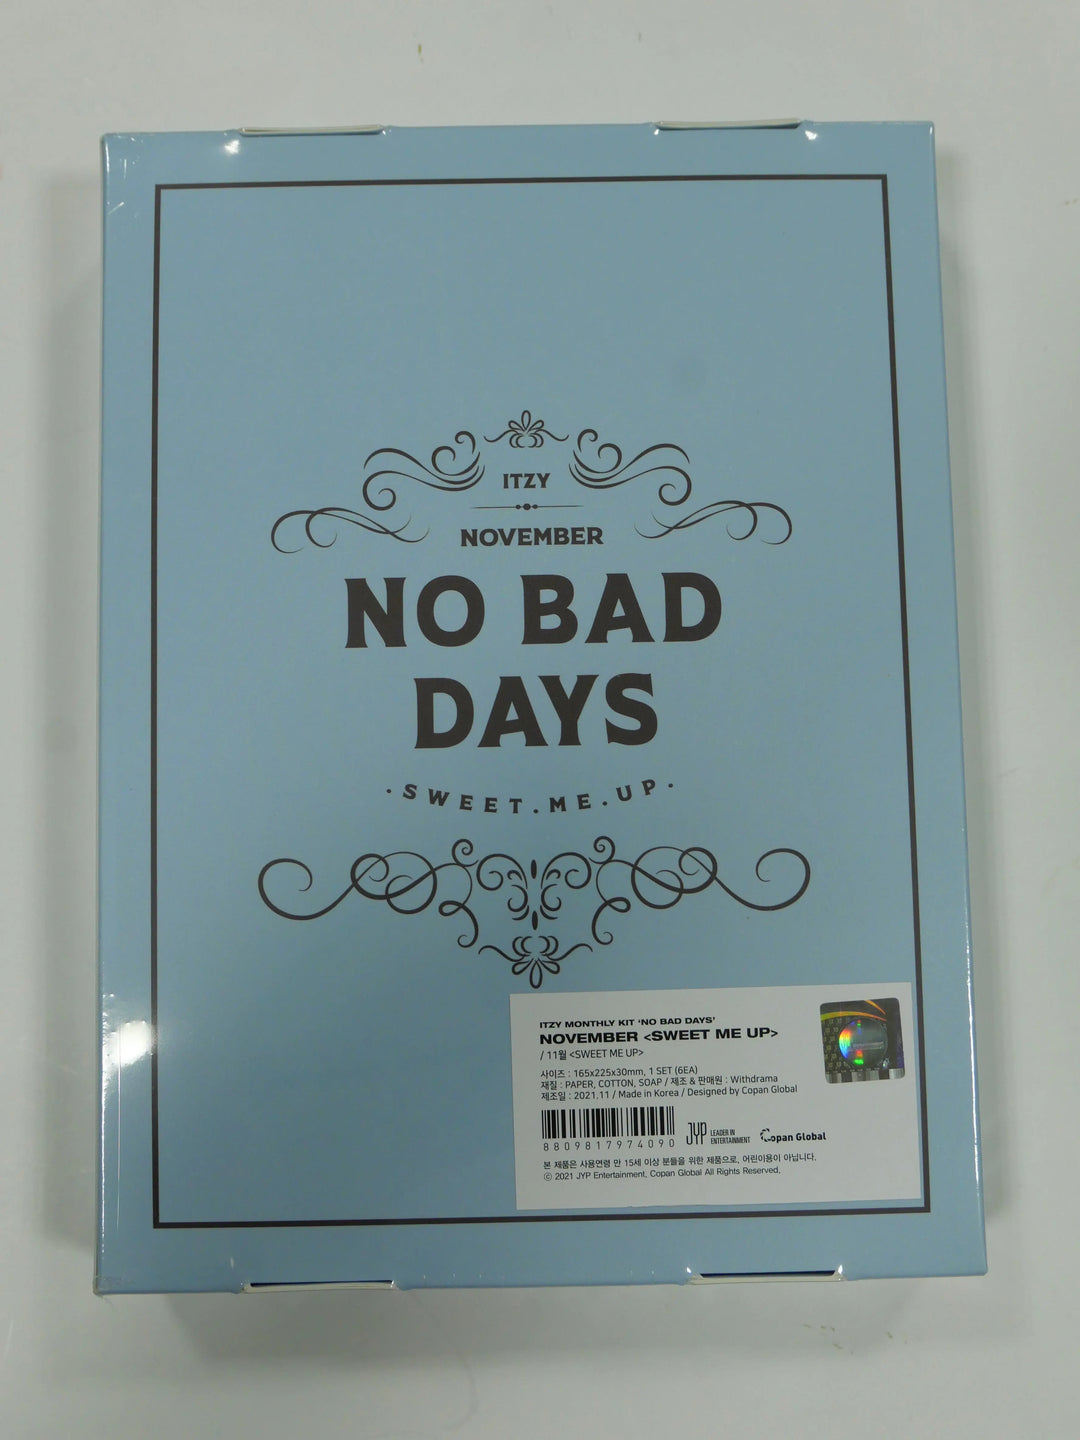 ITZY
NOVEMBER
NO BAD
DAYS
·SWEET.ME.UP·
ITZY MONTHLY KIT 'NO BAD DAYS'
NOVEMBER <SWEET ME UP>
/ 11월 <SWEET ME UP>
사이즈 : 165x225x30mm, 1 SET (6EA)
재질 : PAPER, COTTON, SOAP / 제조 & 판매원 : Withdrama
제조일 : 2021.11 / Made in Korea / Designed by Copan Global
8809817974090
JYP LEADER IN
ENTERTAINMENT
Copan Global
본 제품은 사용연령 만 15세 이상 분들을 위한 제품으로, 어린이용이 아닙니다.
ⓒ 2021 JYP Entertainment, Copan Global All Rights Reserved.